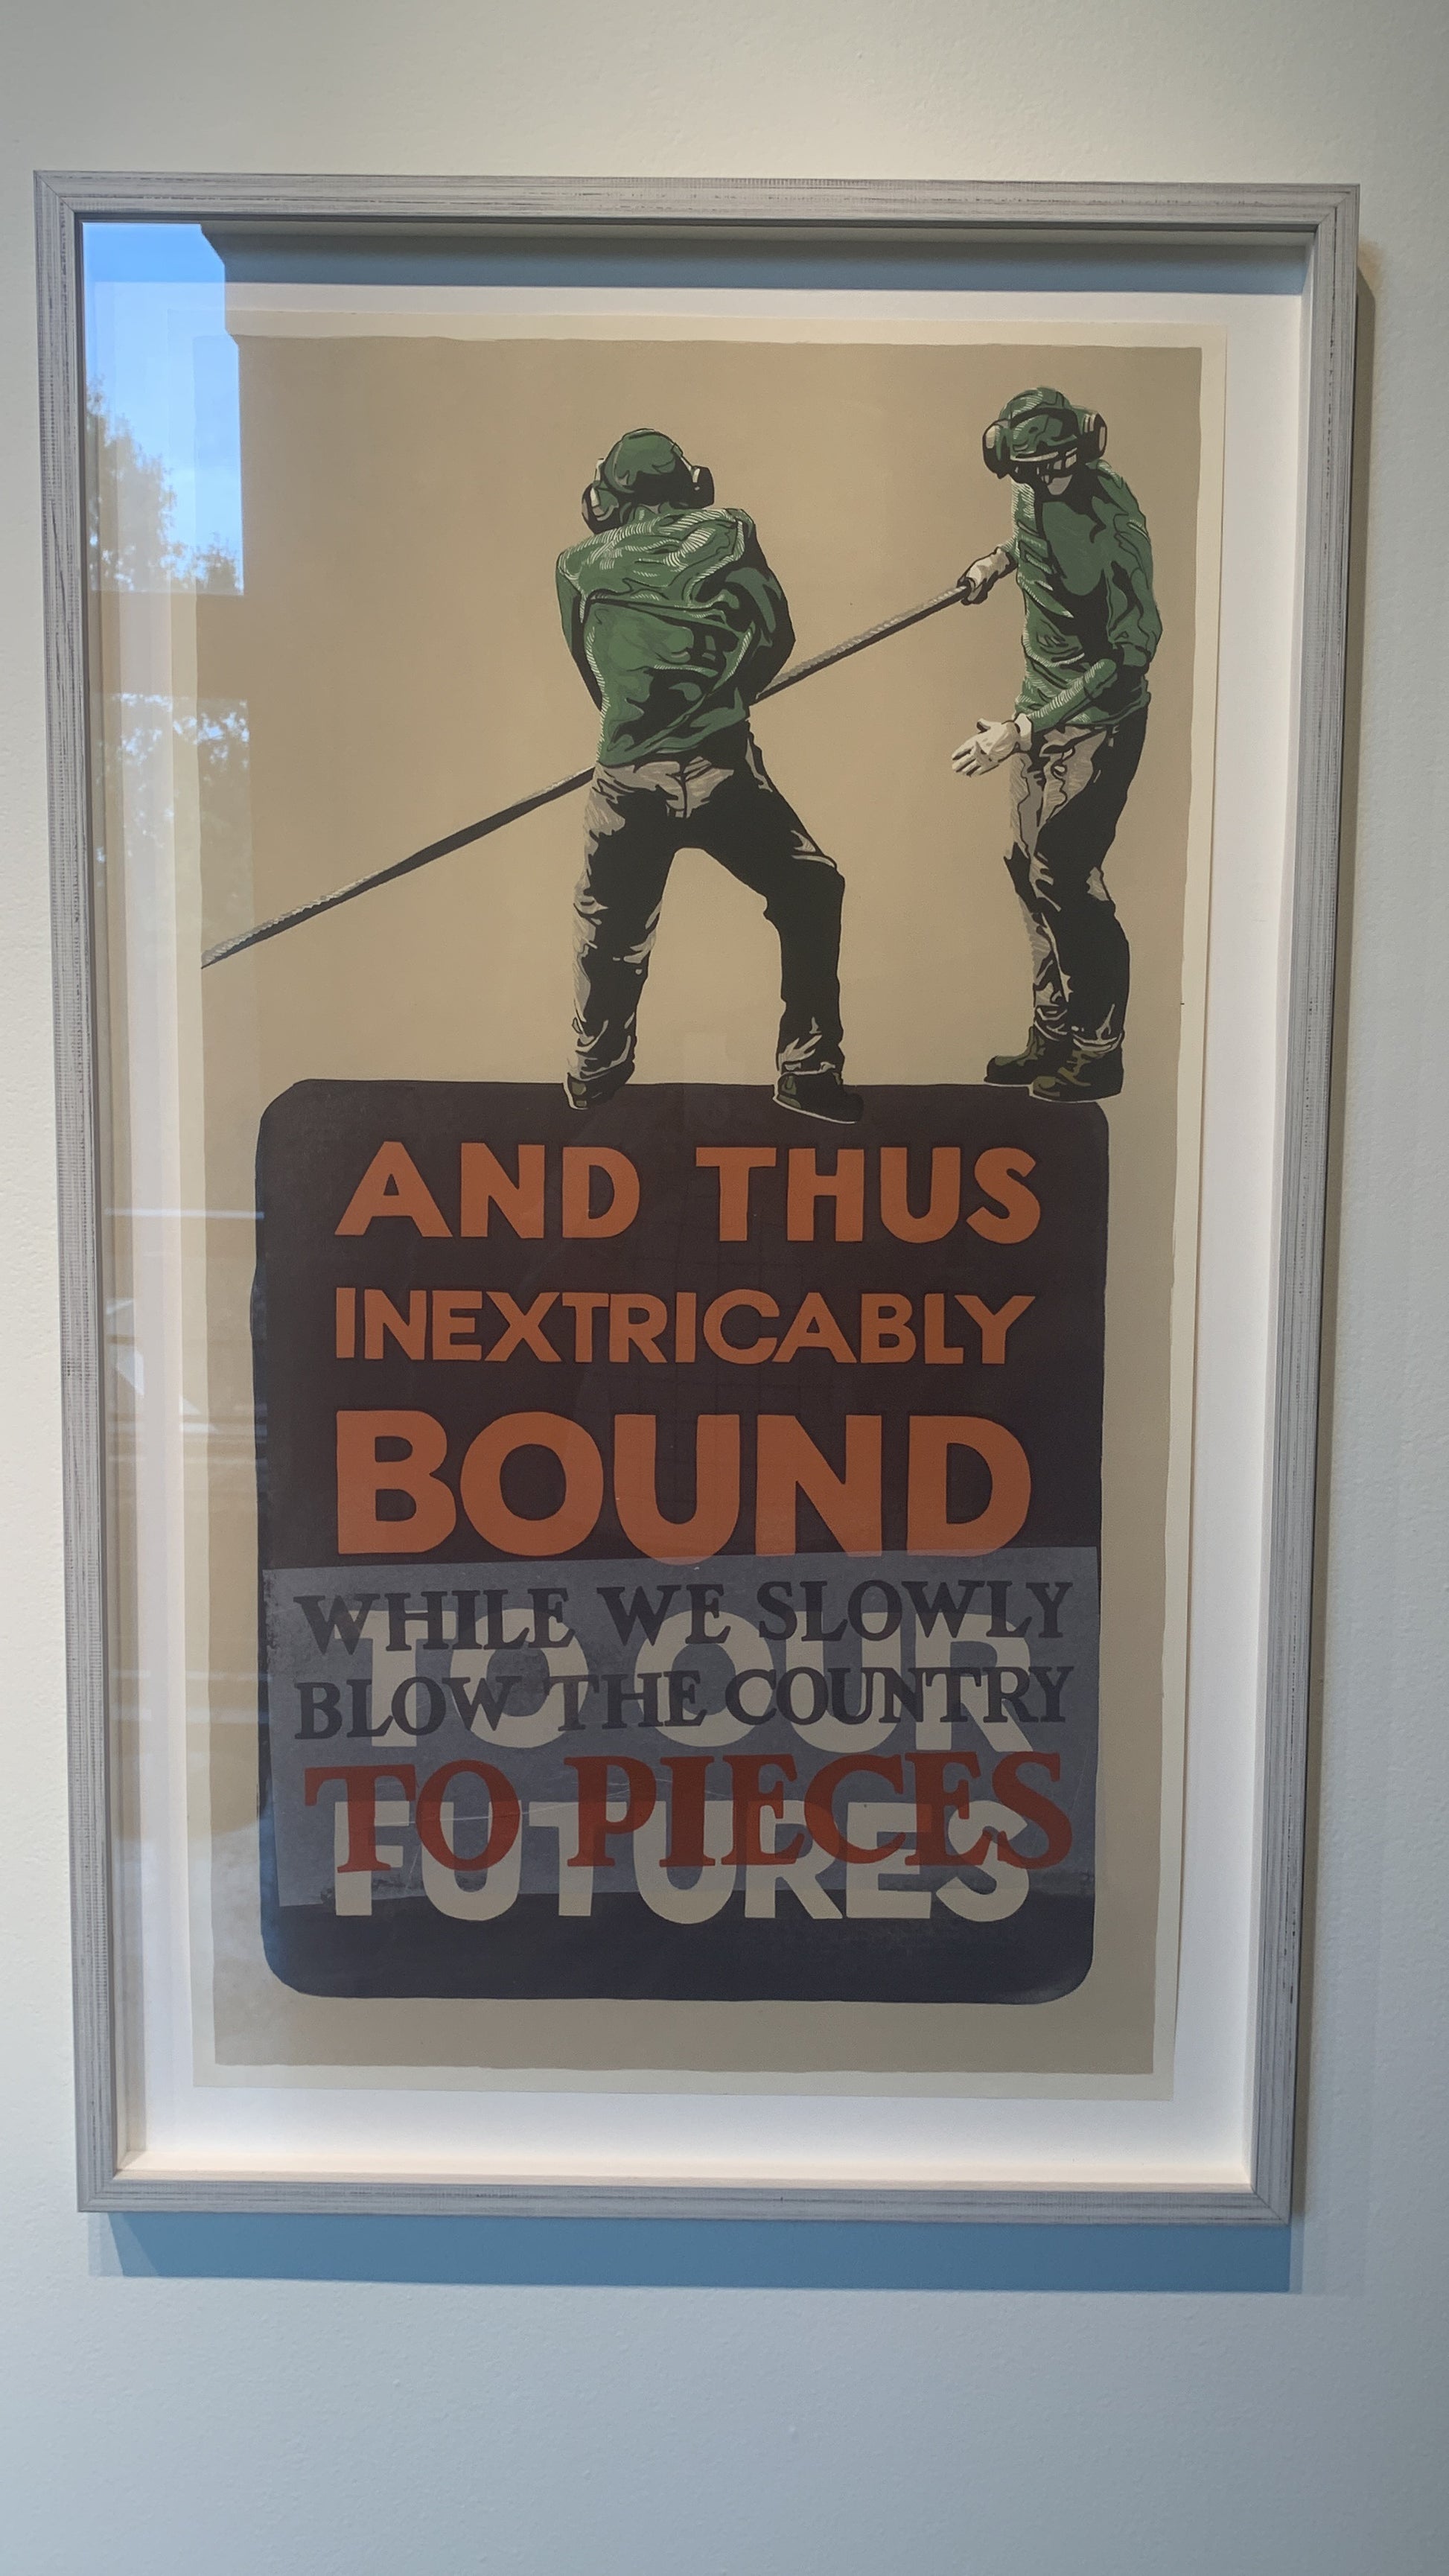 AND THUS
INEXTRICABLY
BOUND
WHILE WE SLOWLY
TO OUR
BLOW THE COUNTRY
TO PIECES
FUTURES